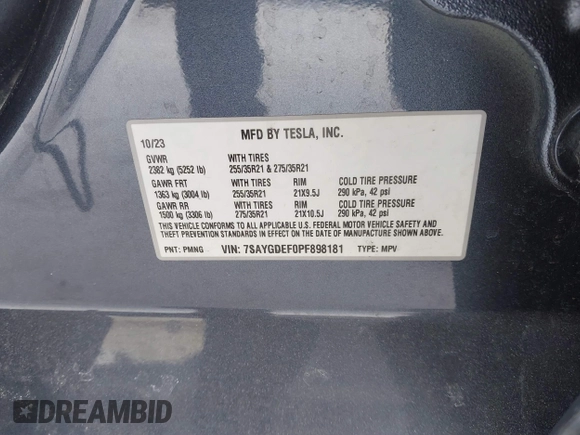 MFD BY TESLA, INC.
10/23
GVWR WITH TIRES
2382 kg (5252 lb) 255/35R21 & 275/35R21
GAWR FRT WITH TIRES RIM COLD TIRE PRESSURE
1363 kg (3004 lb) 255/35R21 21X9.5J 290 kPa, 42 psi
GAWR RR WITH TIRES RIM COLD TIRE PRESSURE
1500 kg (3306 lb) 275/35R21 21X10.5J 290 kPa, 42 psi
THIS VEHICLE CONFORMS TO ALL APPLICABLE U.S. FEDERAL MOTOR VEHICLE SAFETY AND
THEFT PREVENTION STANDARDS IN EFFECT ON THE DATE OF MANUFACTURE SHOWN ABOVE.
PNT: PMNG VIN: 7SAYGDEF0PF898181 TYPE: MPV
DREAMBID